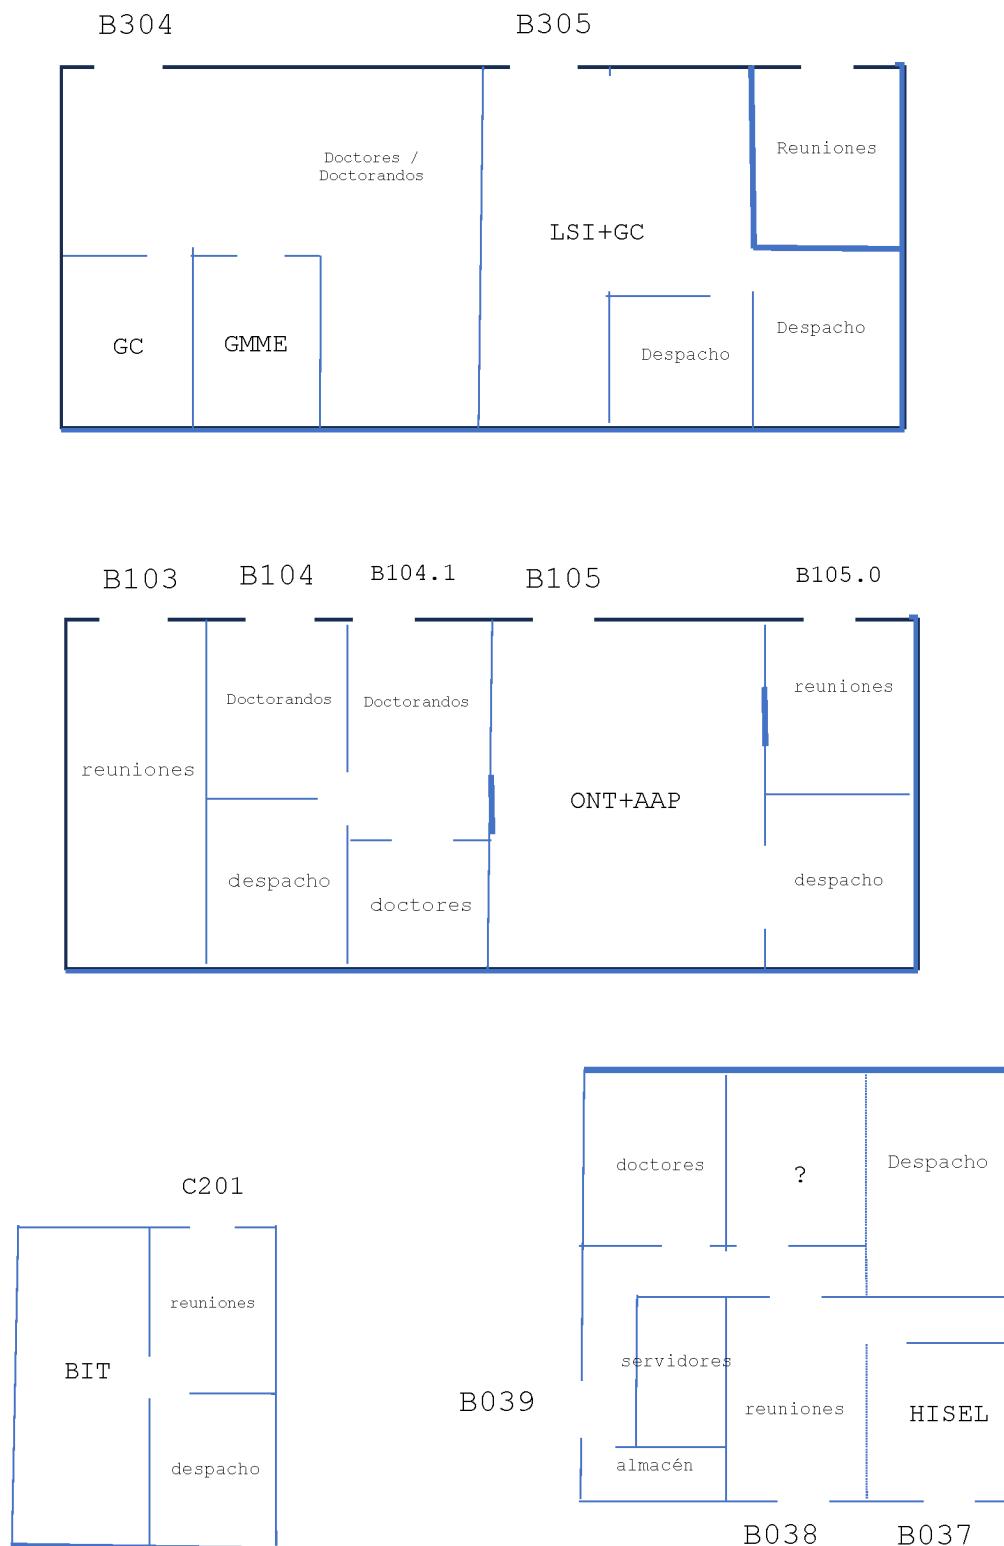 B304
B305
Doctores /
Doctorandos
Reuniones
LSI+GC
GC
GMME
Despacho
Despacho
B103
B104
B104.1
B105
B105.0
Doctorandos
Doctorandos
reuniones
reuniones
ONT+AAP
despacho
doctores
despacho
C201
doctores
?
Despacho
reuniones
BIT
servidores
B039
reuniones
HISEL
despacho
almacén
B038
B037